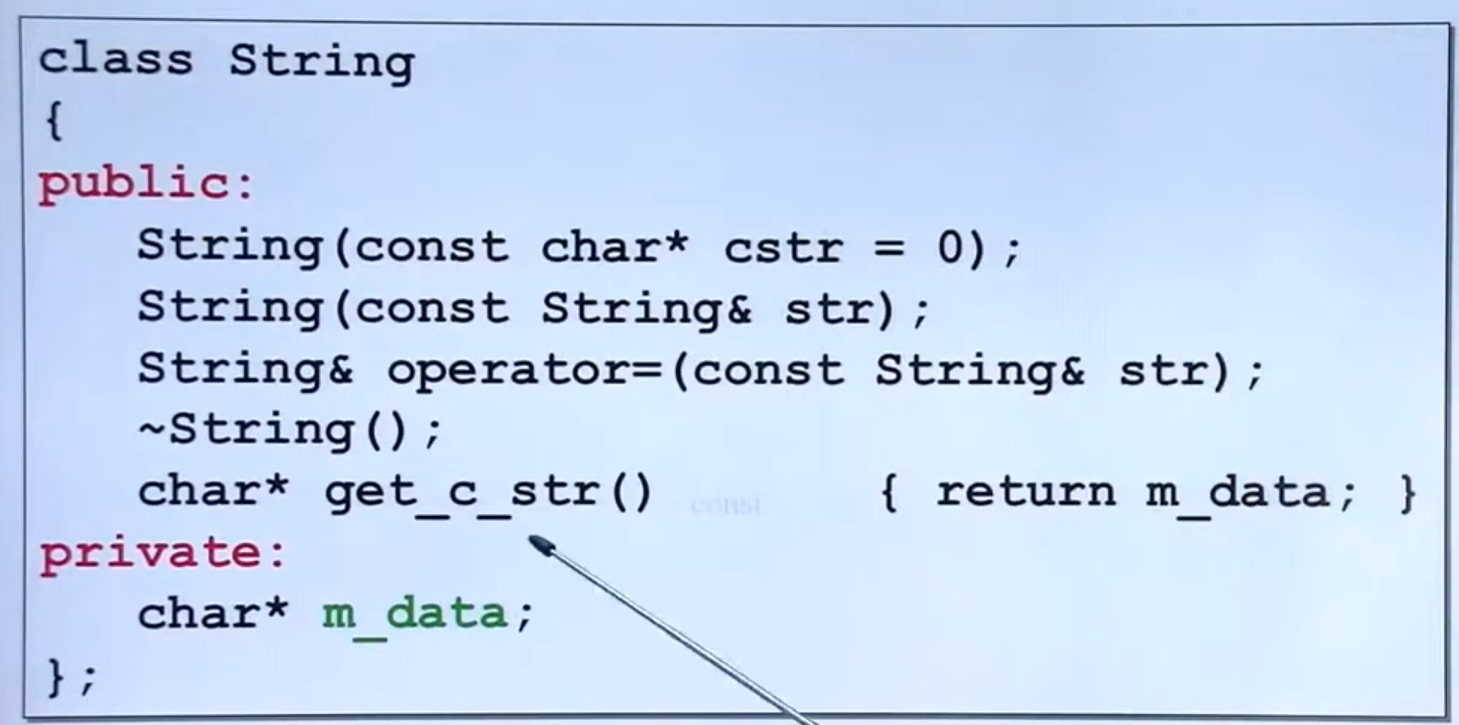 class String
{
public:
String(const char* cstr = 0);
String(const String& str);
String& operator=(const String& str);
~String();
char* get_c_str() const { return m_data; }
private:
char* m_data;
};